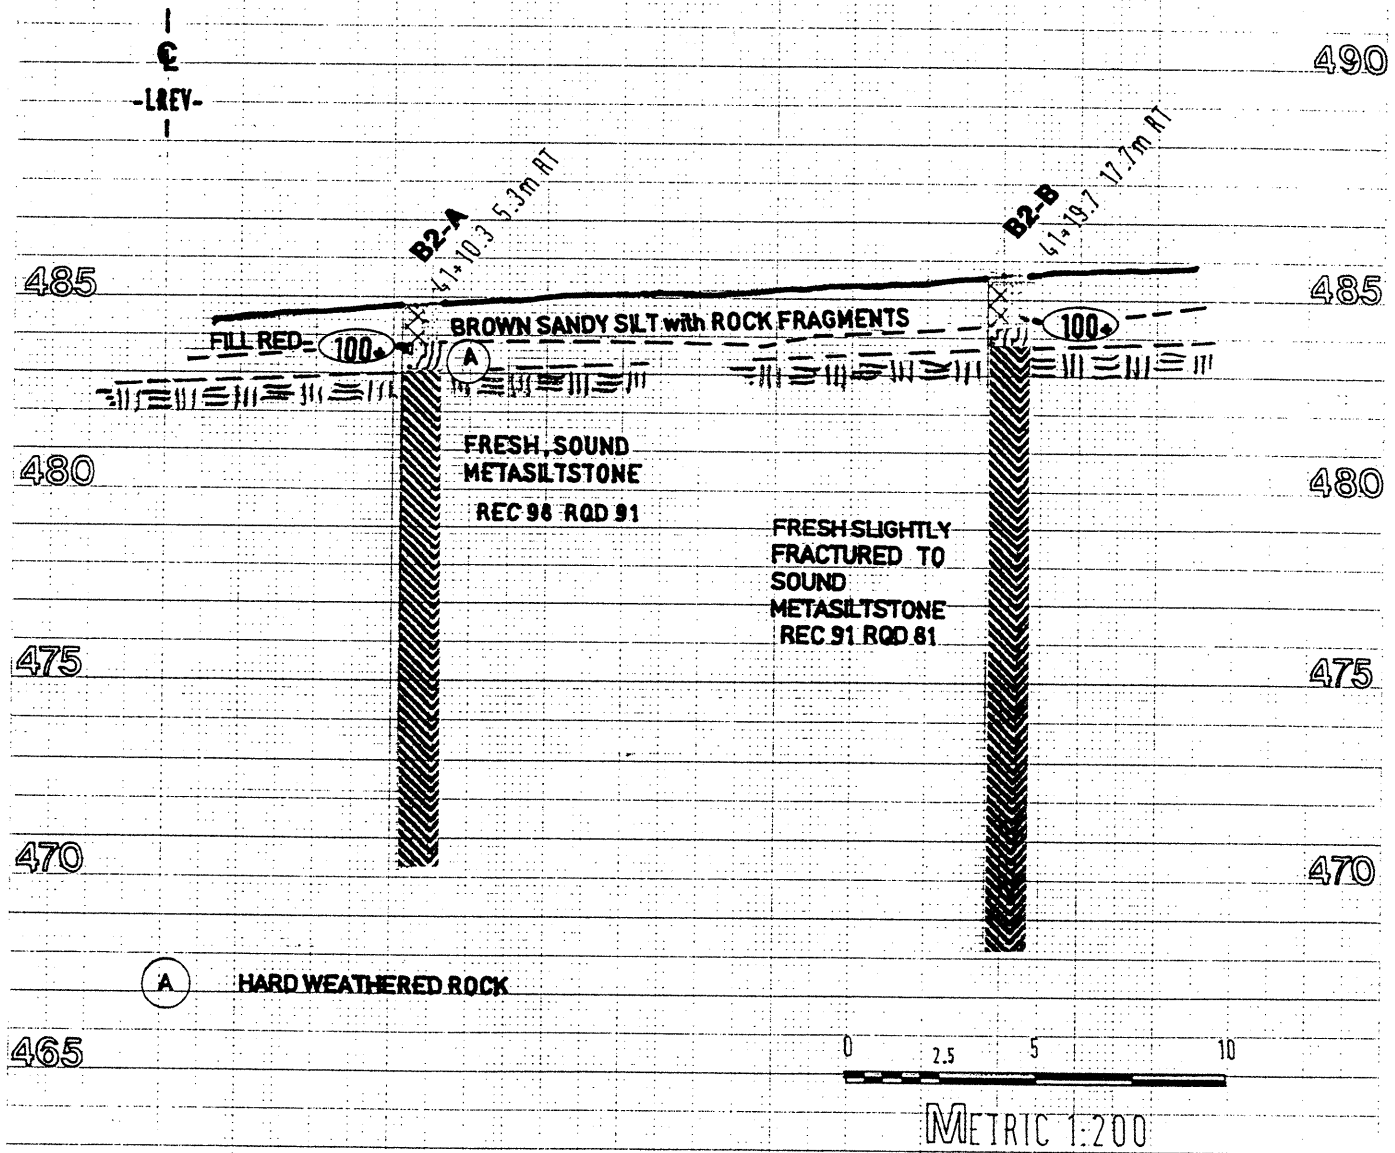 ℄
-LREV-
490
B2-A
41+10.3 5.3m RT
B2-B
41+19.7 17.7m RT
485
485
FILL RED
100+
BROWN SANDY SILT with ROCK FRAGMENTS
100+
A
480
480
FRESH, SOUND
METASILTSTONE
REC 98 RQD 91
FRESH SLIGHTLY
FRACTURED TO
SOUND
METASILTSTONE
REC 91 RQD 81
475
475
470
470
A HARD WEATHERED ROCK
465
0 2.5 5 10
METRIC 1:200